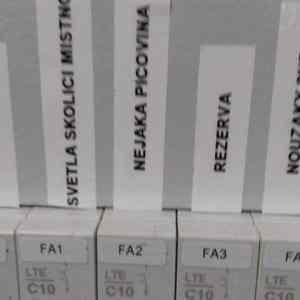 SVETLA SKOLICI MISTNO
NEJAKA PICOVINA
REZERVA
FA1
FA2
FA3
LTE
C10
LTE
C10
LTE
C10